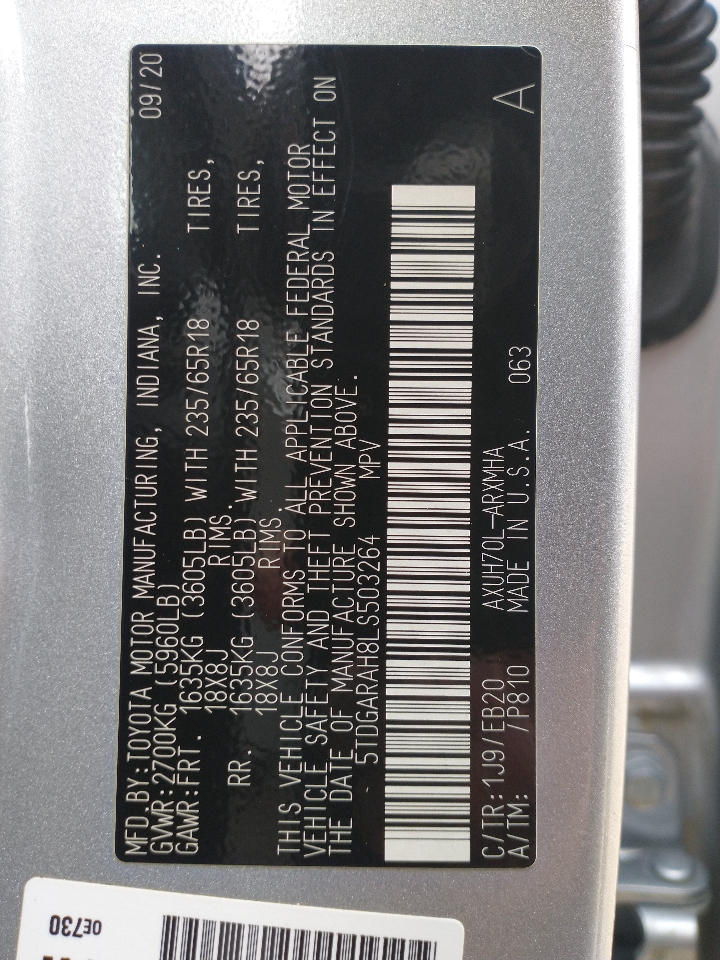 MFD.BY:TOYOTA MOTOR MANUFACTURING, INDIANA, INC. 09/20
GVWR:2700KG (5960LB)
GAWR:FRT. 1635KG (3605LB) WITH 235/65R18 TIRES,
18X8J RIMS.
RR. 1635KG (3605LB) WITH 235/65R18 TIRES,
18X8J RIMS.
THIS VEHICLE CONFORMS TO ALL APPLICABLE FEDERAL MOTOR
VEHICLE SAFETY AND THEFT PREVENTION STANDARDS IN EFFECT ON
THE DATE OF MANUFACTURE SHOWN ABOVE.
5TDGARAH8LS503264 MPV
C/TIR:1J9/EB20 AXUH70L-ARXMHA 063
A/TM: /P810 MADE IN U.S.A. A
0E730